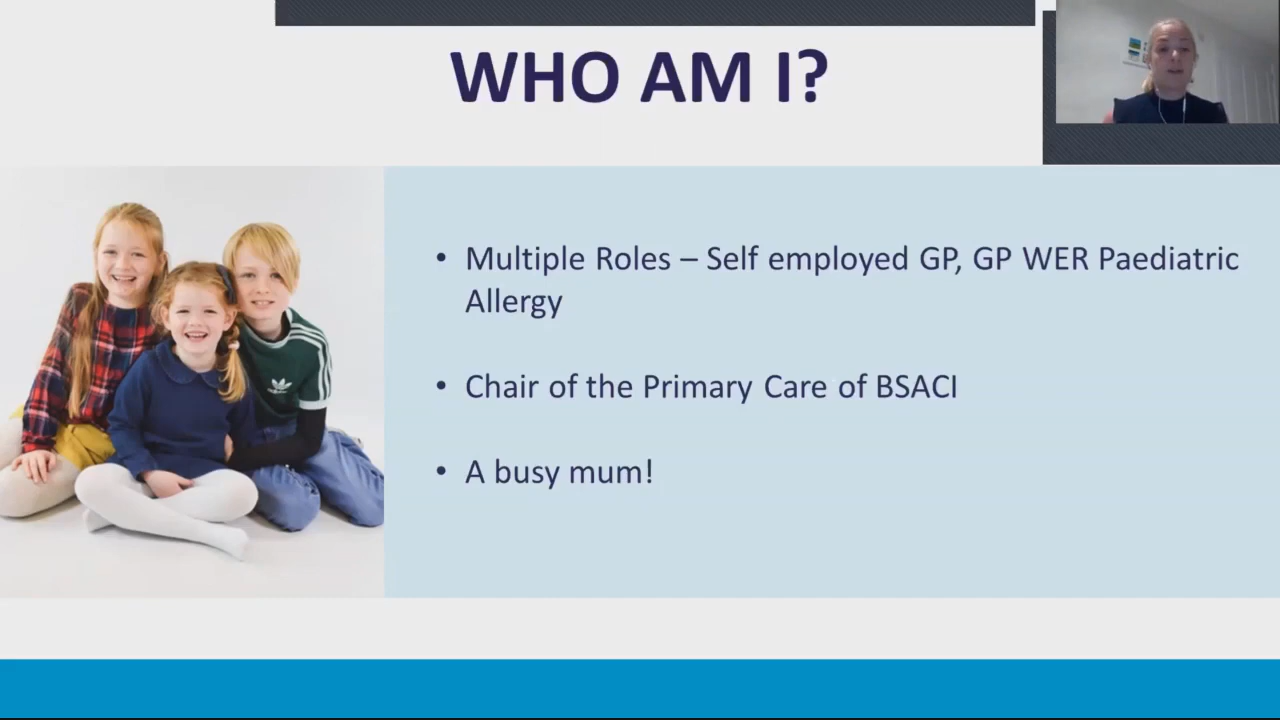 WHO AM I?
• Multiple Roles – Self employed GP, GP WER Paediatric
Allergy
• Chair of the Primary Care of BSACI
• A busy mum!